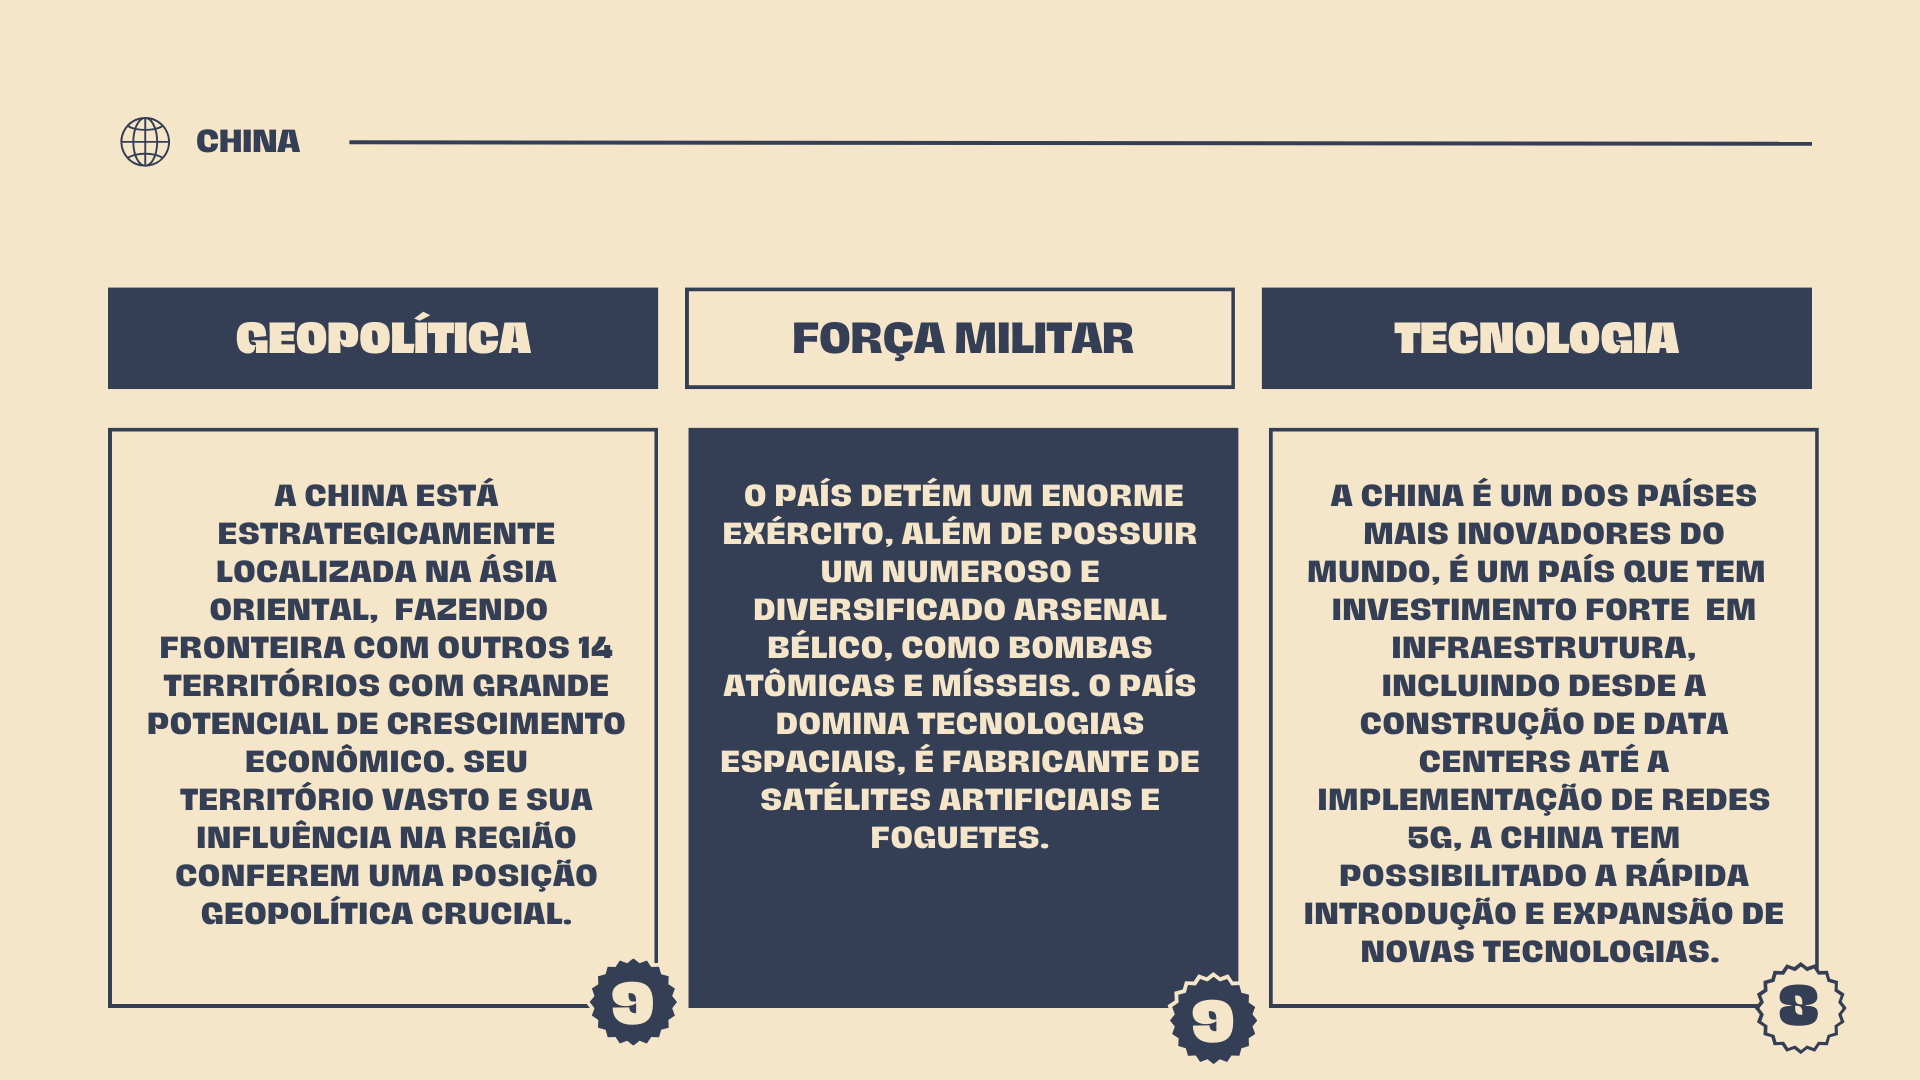 CHINA
GEOPOLÍTICA
A CHINA ESTÁ
ESTRATEGICAMENTE
LOCALIZADA NA ÁSIA
ORIENTAL,  FAZENDO
FRONTEIRA COM OUTROS 14
TERRITÓRIOS COM GRANDE
POTENCIAL DE CRESCIMENTO
ECONÔMICO. SEU
TERRITÓRIO VASTO E SUA
INFLUÊNCIA NA REGIÃO
CONFEREM UMA POSIÇÃO
GEOPOLÍTICA CRUCIAL.
9
FORÇA MILITAR
O PAÍS DETÉM UM ENORME
EXÉRCITO, ALÉM DE POSSUIR
UM NUMEROSO E
DIVERSIFICADO ARSENAL
BÉLICO, COMO BOMBAS
ATÔMICAS E MÍSSEIS. O PAÍS
DOMINA TECNOLOGIAS
ESPACIAIS, É FABRICANTE DE
SATÉLITES ARTIFICIAIS E
FOGUETES.
9
TECNOLOGIA
A CHINA É UM DOS PAÍSES
MAIS INOVADORES DO
MUNDO, É UM PAÍS QUE TEM
INVESTIMENTO FORTE  EM
INFRAESTRUTURA,
INCLUINDO DESDE A
CONSTRUÇÃO DE DATA
CENTERS ATÉ A
IMPLEMENTAÇÃO DE REDES
5G, A CHINA TEM
POSSIBILITADO A RÁPIDA
INTRODUÇÃO E EXPANSÃO DE
NOVAS TECNOLOGIAS.
8